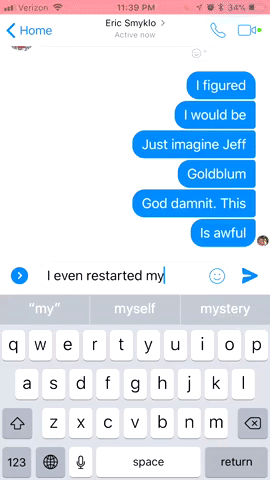 Verizon 11:39 PM 34%
Home Eric Smyklo >
Active now
I figured
I would be
Just imagine Jeff
Goldblum
God damnit. This
Is awful
I even restarted my
“my” myself mystery
q w e r t y u i o p
a s d f g h j k l
z x c v b n m
123 space return